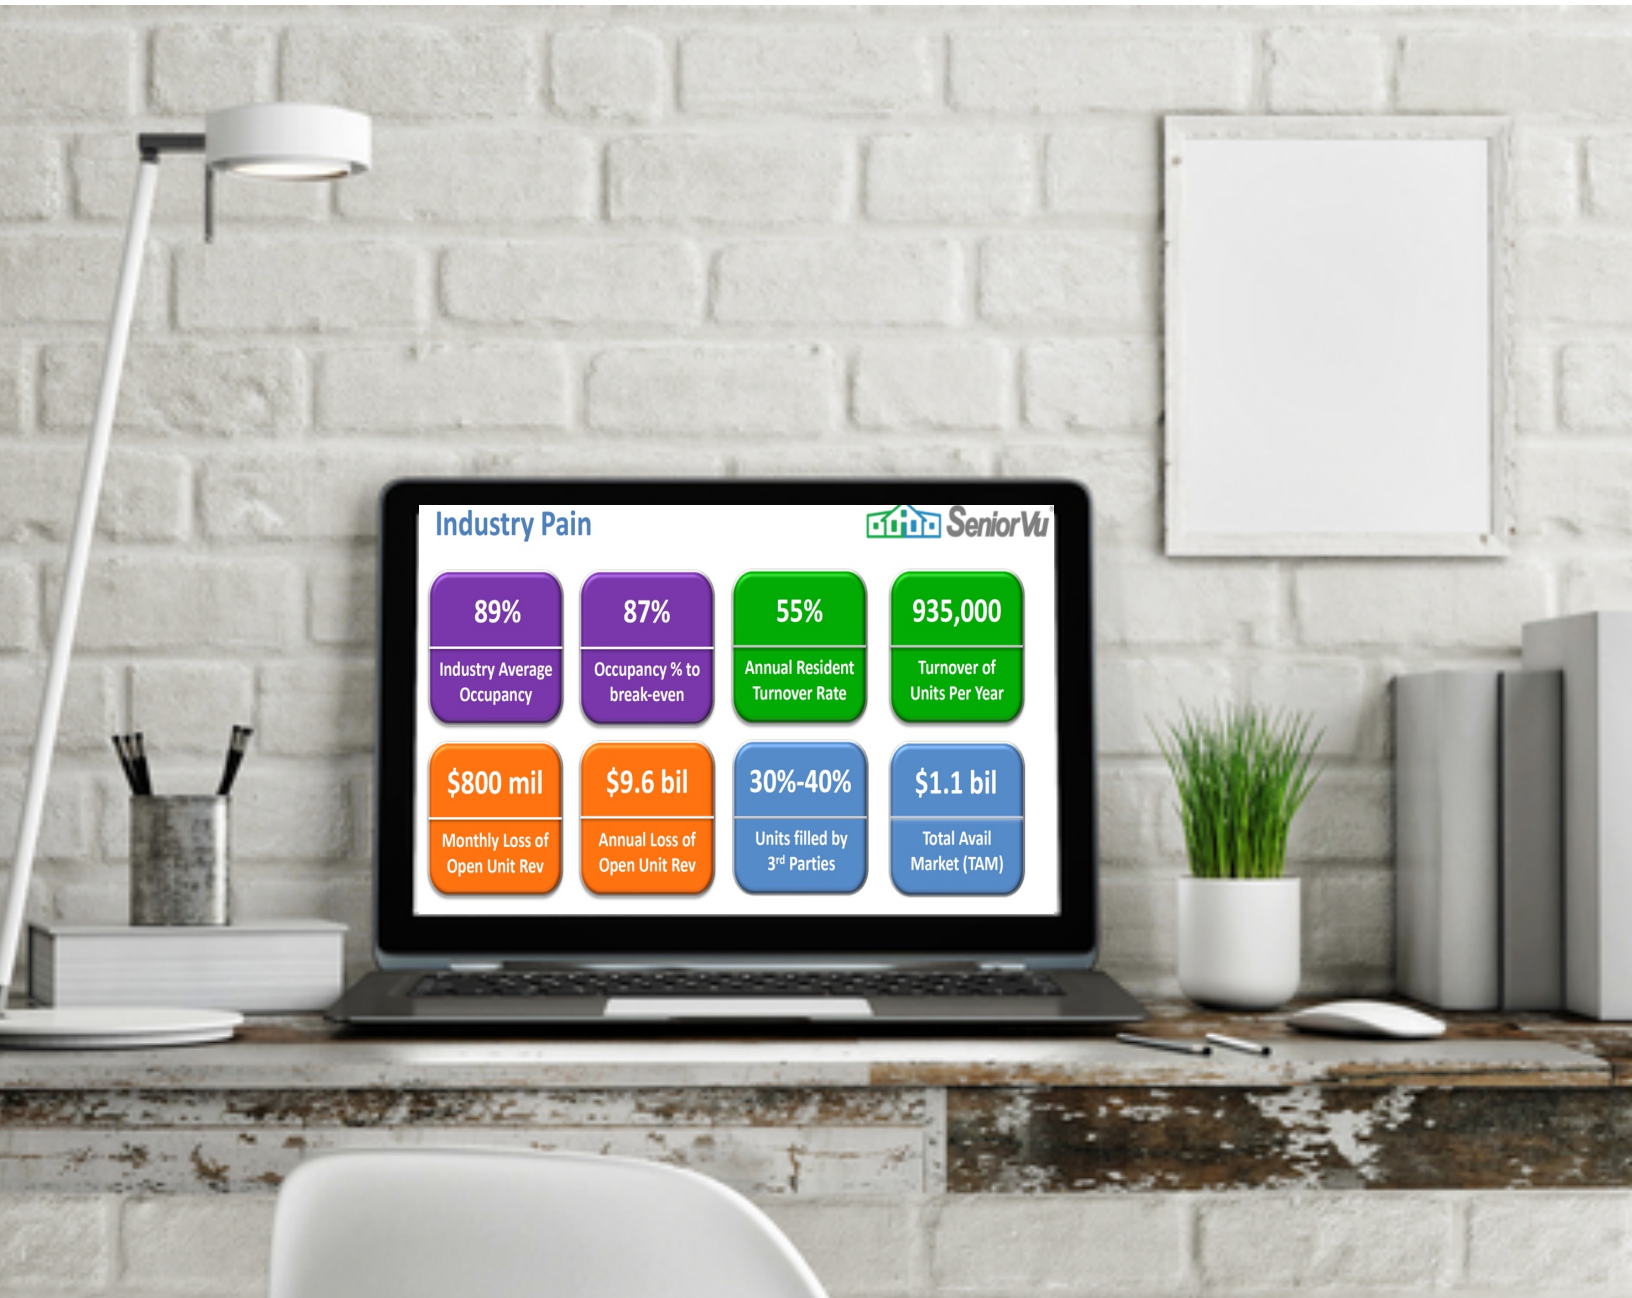 Industry Pain
SeniorVu
89%
Industry Average
Occupancy
87%
Occupancy % to
break-even
55%
Annual Resident
Turnover Rate
935,000
Turnover of
Units Per Year
$800 mil
Monthly Loss of
Open Unit Rev
$9.6 bil
Annual Loss of
Open Unit Rev
30%-40%
Units filled by
3rd Parties
$1.1 bil
Total Avail
Market (TAM)